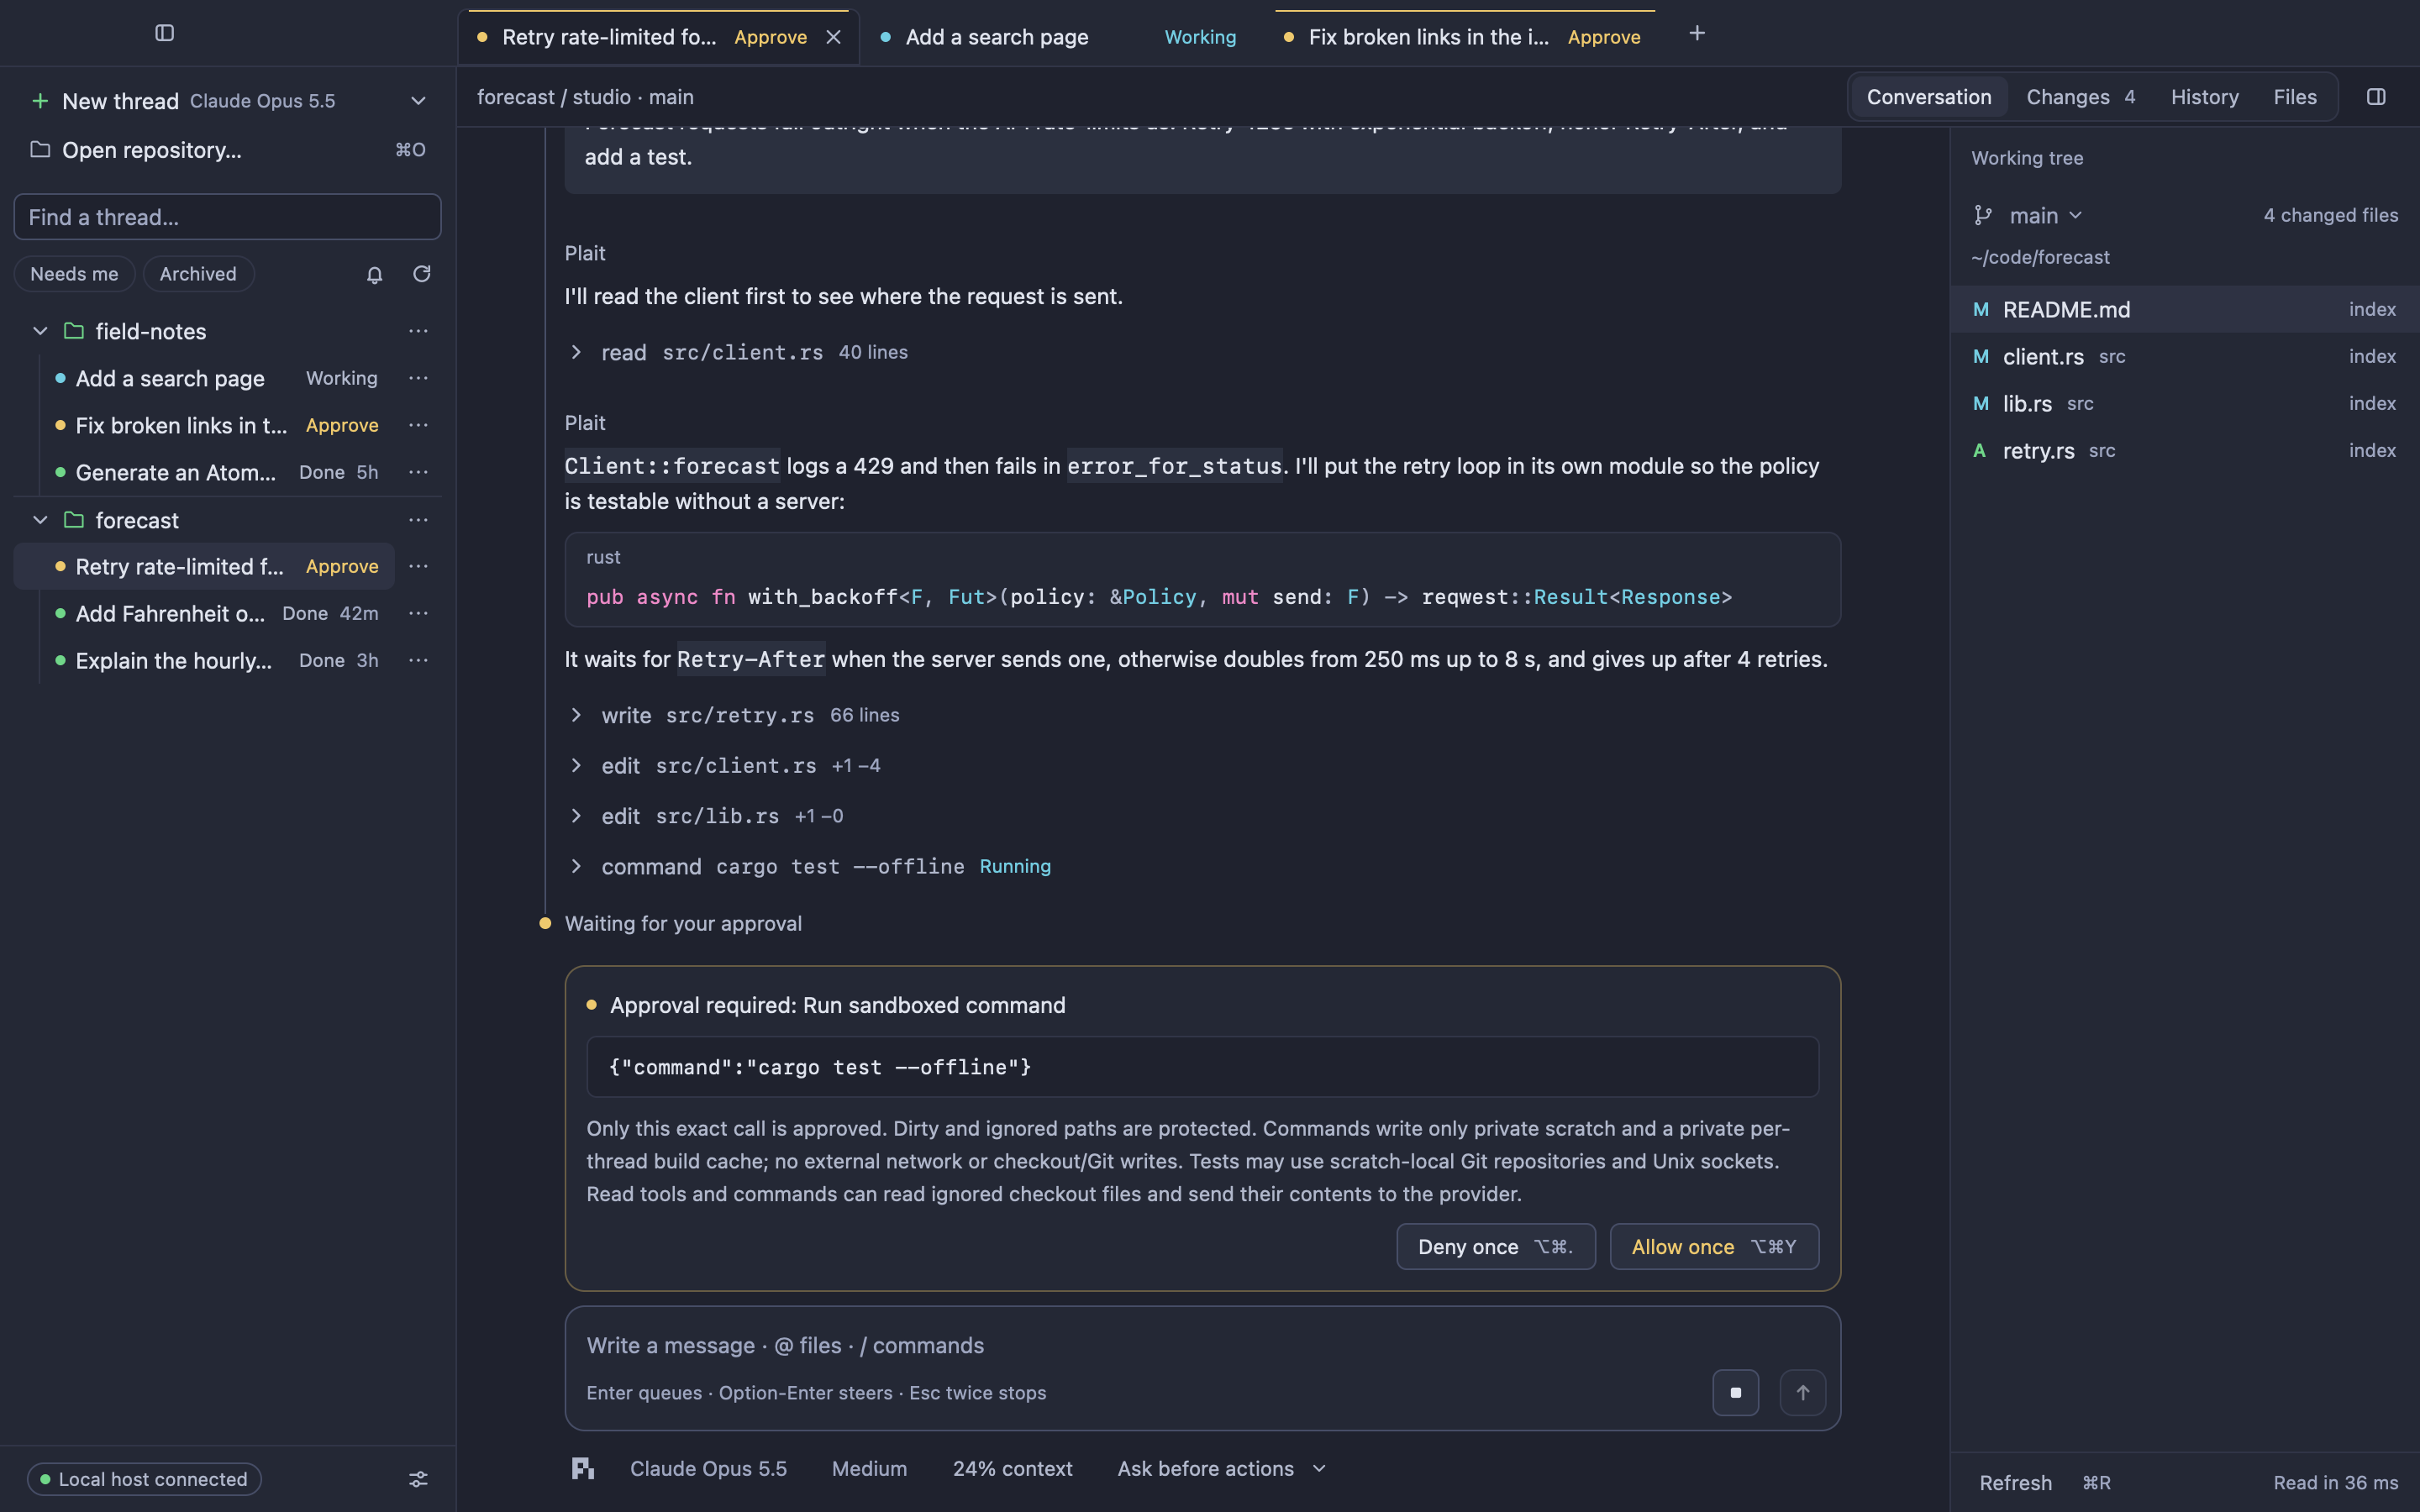 Retry rate-limited fo... Approve
Add a search page Working
Fix broken links in the i... Approve
New thread Claude Opus 5.5
Open repository... ⌘O
Find a thread...
Needs me Archived
field-notes
Add a search page Working
Fix broken links in t... Approve
Generate an Atom... Done 5h
forecast
Retry rate-limited f... Approve
Add Fahrenheit o... Done 42m
Explain the hourly... Done 3h
Local host connected
forecast / studio · main
Conversation Changes 4 History Files
add a test.
Plait
I'll read the client first to see where the request is sent.
read src/client.rs 40 lines
Plait
Client::forecast logs a 429 and then fails in error_for_status. I'll put the retry loop in its own module so the policy
is testable without a server:
rust
pub async fn with_backoff<F, Fut>(policy: &Policy, mut send: F) -> reqwest::Result<Response>
It waits for Retry-After when the server sends one, otherwise doubles from 250 ms up to 8 s, and gives up after 4 retries.
write src/retry.rs 66 lines
edit src/client.rs +1 −4
edit src/lib.rs +1 −0
command cargo test --offline Running
Waiting for your approval
Approval required: Run sandboxed command
{"command":"cargo test --offline"}
Only this exact call is approved. Dirty and ignored paths are protected. Commands write only private scratch and a private per-
thread build cache; no external network or checkout/Git writes. Tests may use scratch-local Git repositories and Unix sockets.
Read tools and commands can read ignored checkout files and send their contents to the provider.
Deny once ⌥⌘. Allow once ⌥⌘Y
Write a message · @ files · / commands
Enter queues · Option-Enter steers · Esc twice stops
Claude Opus 5.5 Medium 24% context Ask before actions
Working tree
main 4 changed files
~/code/forecast
M README.md index
M client.rs src index
M lib.rs src index
A retry.rs src index
Refresh ⌘R Read in 36 ms